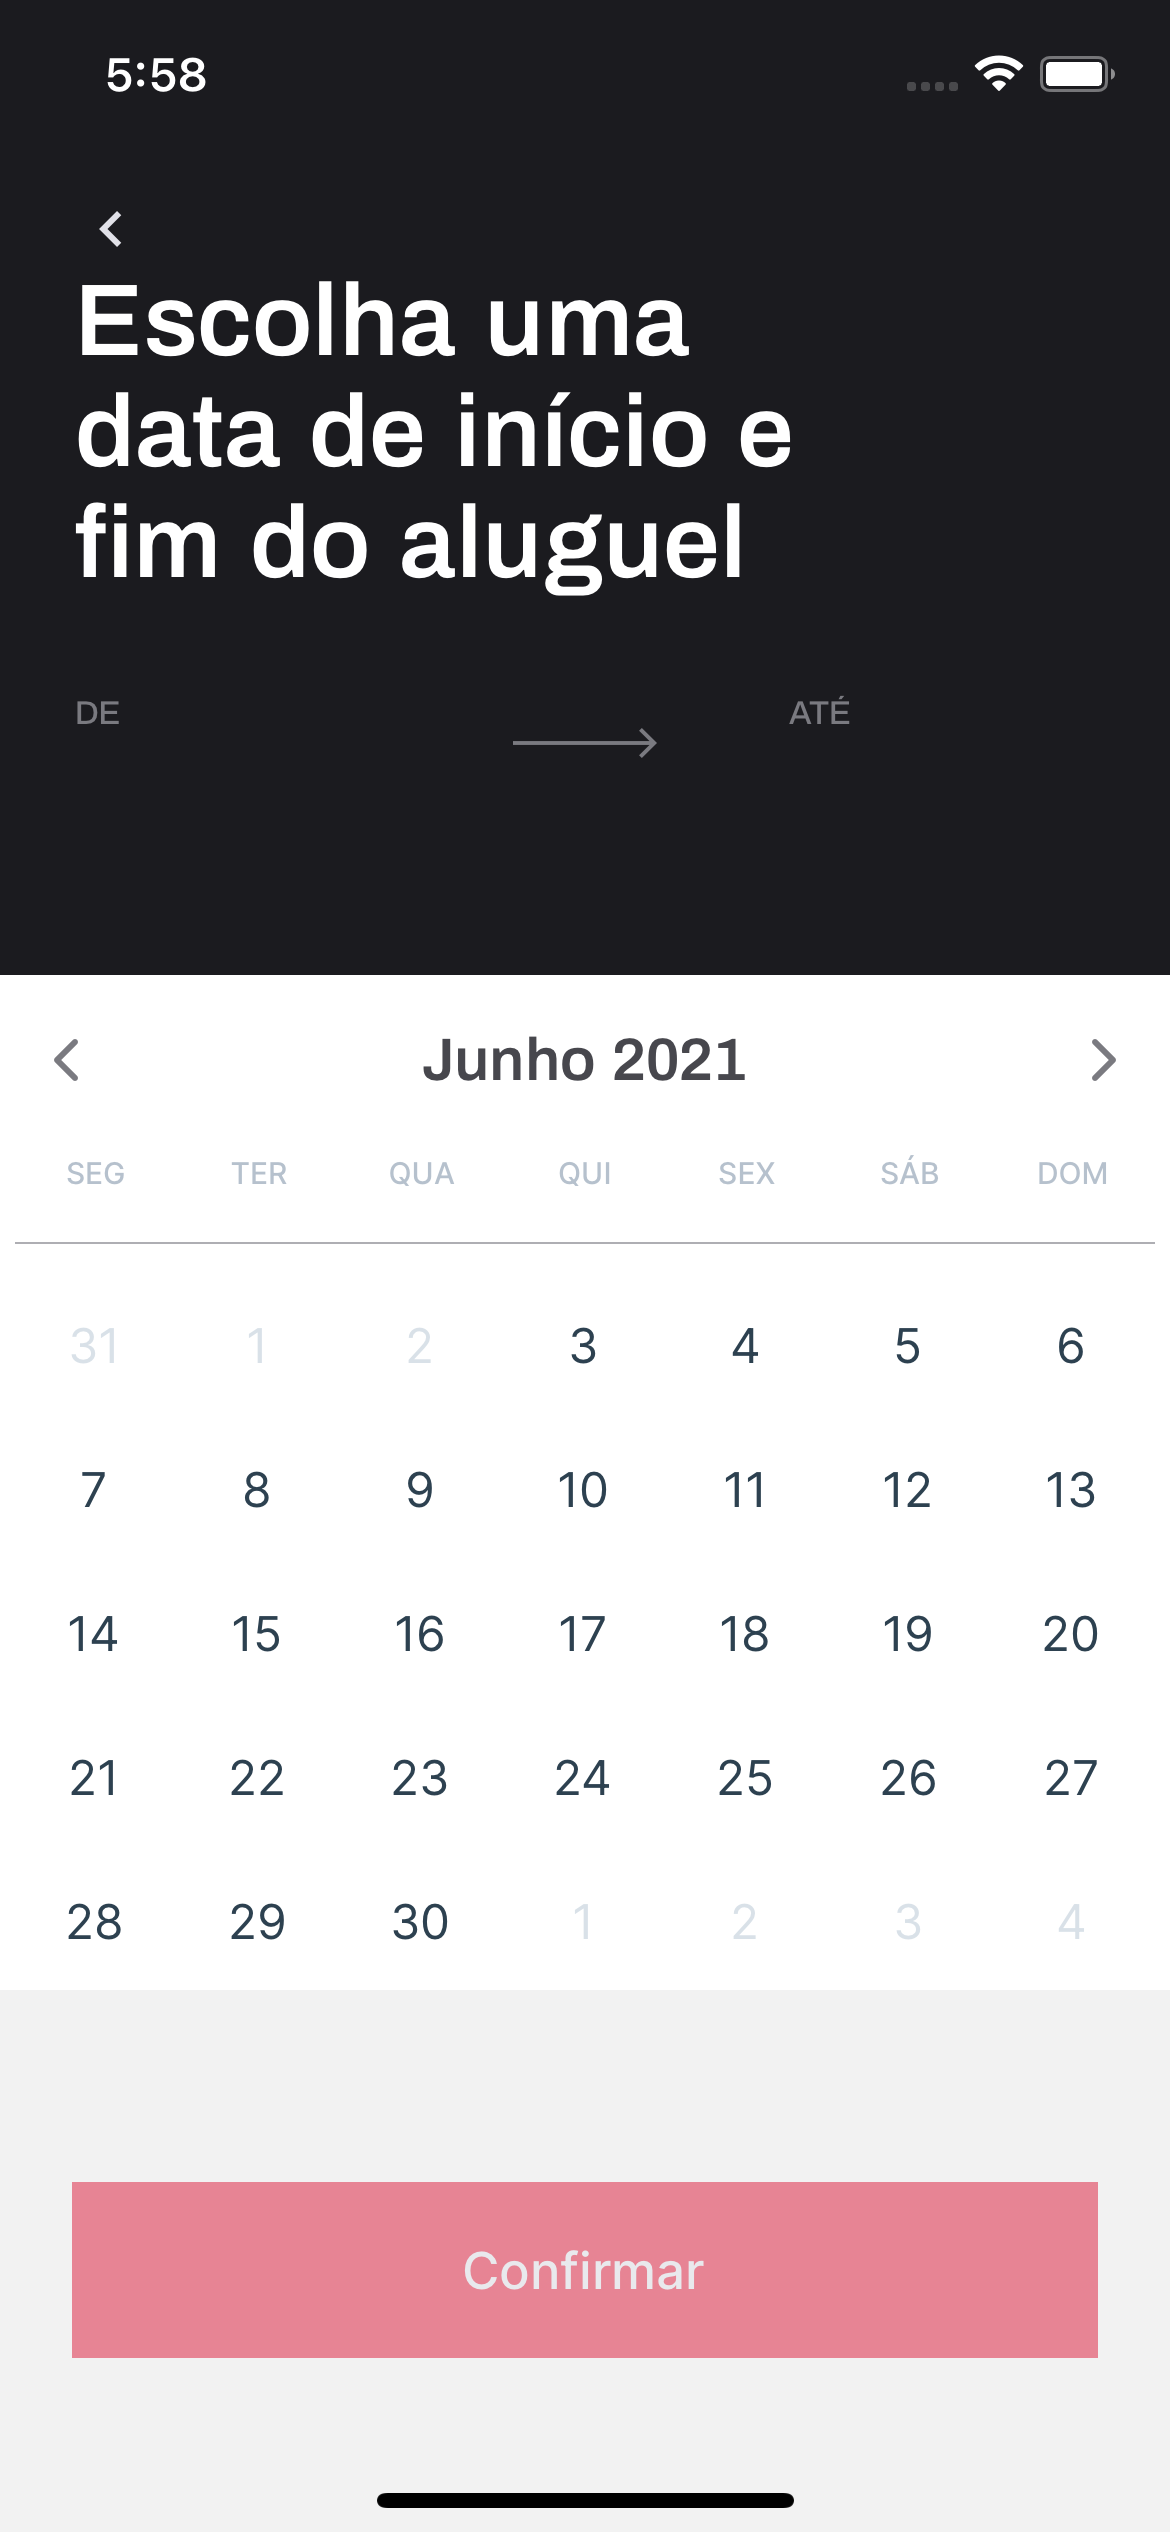 5:58
Escolha uma
data de início e
fim do aluguel
DE ATÉ
Junho 2021
SEG TER QUA QUI SEX SÁB DOM
31 1 2 3 4 5 6
7 8 9 10 11 12 13
14 15 16 17 18 19 20
21 22 23 24 25 26 27
28 29 30 1 2 3 4
Confirmar